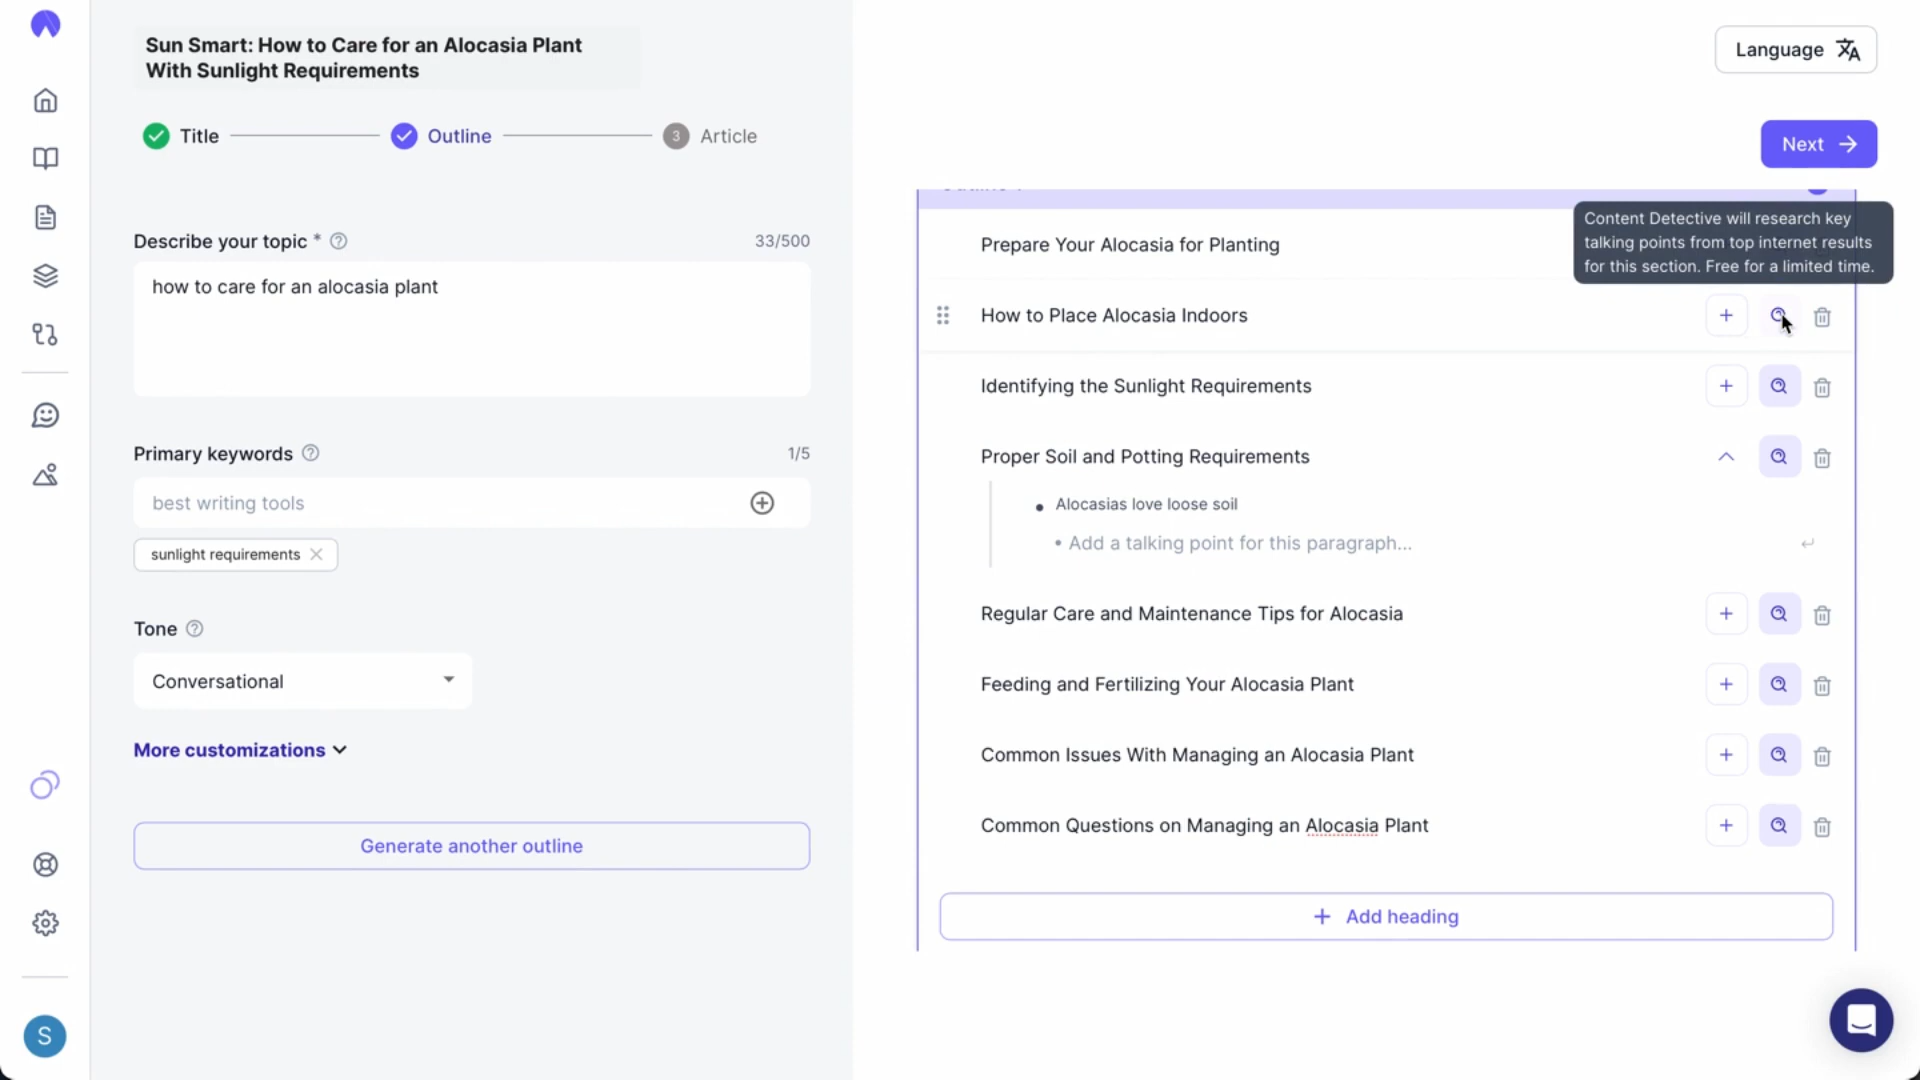 Sun Smart: How to Care for an Alocasia Plant
With Sunlight Requirements
Language
Title
Outline
3
Article
Next
Describe your topic *
33/500
how to care for an alocasia plant
Primary keywords
1/5
best writing tools
sunlight requirements
Tone
Conversational
More customizations
Generate another outline
Content Detective will research key
talking points from top internet results
for this section. Free for a limited time.
Prepare Your Alocasia for Planting
How to Place Alocasia Indoors
Identifying the Sunlight Requirements
Proper Soil and Potting Requirements
• Alocasias love loose soil
• Add a talking point for this paragraph...
Regular Care and Maintenance Tips for Alocasia
Feeding and Fertilizing Your Alocasia Plant
Common Issues With Managing an Alocasia Plant
Common Questions on Managing an Alocasia Plant
+ Add heading
S